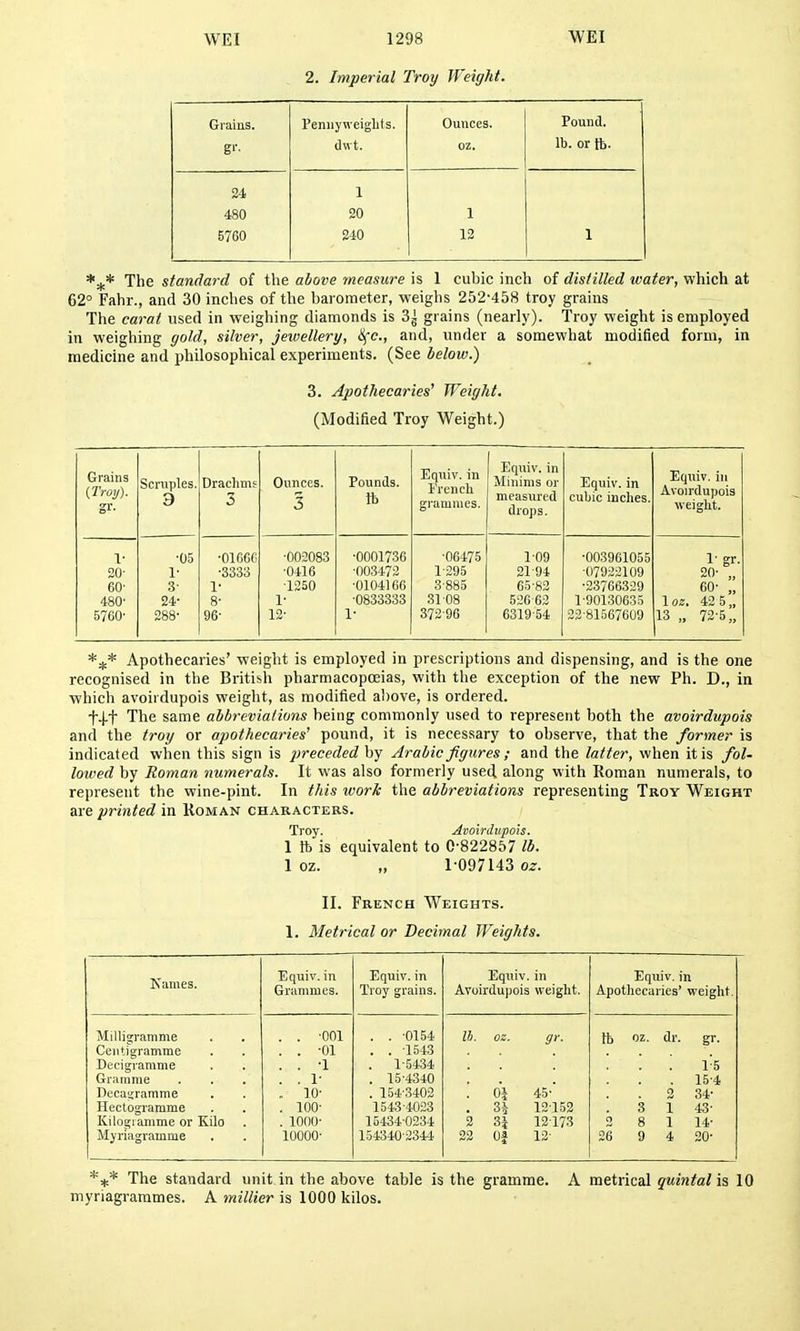 WEI 1298 WEI
2. Imperial Troy Weight.
Grains. gr. Pennyweights. dwt. Ounces. oz. Pound. lb. or ℔.
24 1
480 20 1
5760 240 12 1
*⁎* The standard of the above measure is 1 cubic inch of distilled water, which at
62° Fahr., and 30 inches of the barometer, weighs 252·458 troy grains
The carat used in weighing diamonds is 3⅛ grains (nearly). Troy weight is employed
in weighing gold, silver, jewellery, &c., and, under a somewhat modified form, in
medicine and philosophical experiments. (See below.)
3. Apothecaries' Weight.
(Modified Troy Weight.)
Grains (Troy). gr. Scruples. ℈ Drachms ʒ Ounces. ℥ Pounds. ℔ Equiv. in French grammes. Equiv. in Minims or measured drops. Equiv. in cubic inches. Equiv. in Avoirdupois weight.
1· ·05 ·01666 ·002083 ·0001736 ·06475 1·09 ·003961055 1· gr.
20· 1· ·3333 ·0416 ·003472 1·295 21·94 ·07922109 20· „
60· 3· 1· ·1250 ·0104166 3·885 65·82 ·23766329 60· „
480· 24· 8· 1· ·0833333 31·08 526·62 1·90130635 1 oz. 42·5 „
5760· 288· 96· 12· 1· 372·96 6319·54 22·81567609 13 „ 72·5 „
*⁎* Apothecaries' weight is employed in prescriptions and dispensing, and is the one
recognised in the British pharmacopœias, with the exception of the new Ph. D., in
which avoirdupois weight, as modified above, is ordered.
†‡† The same abbreviations being commonly used to represent both the avoirdupois
and the troy or apothecaries' pound, it is necessary to observe, that the former is
indicated when this sign is preceded by Arabic figures; and the latter, when it is fol-
lowed by Roman numerals. It was also formerly used along with Roman numerals, to
represent the wine-pint. In this work the abbreviations representing Troy Weight
are printed in Roman characters.
Troy. Avoirdupois.
1 ℔ is equivalent to 0·822857 lb.
1 oz. „ 1·097143 oz.
II. French Weights.
1. Metrical or Decimal Weights.
Names. Equiv. in Grammes. Equiv. in Troy grains. Equiv. in Avoirdupois weight. Equiv. in Apothecaries' weight.
lb. oz. gr. ℔ oz. dr. gr.
Milligramme . . . . ·001 . . ·0154
Centigramme . . . . ·01 . . ·1543 . . . . . . .
Decigramme . . . . ·1 . 1·5434 . . . . . . 1·5
Gramme . . . . . 1· . 15·4340 . . . . . . 15·4
Decagramme . . . 10· . 154·3402 . 0¼ 45· . . 2 34·
Hectogramme . . . 100· 1543·4023 . 3½ 12·152 . 3 1 43·
Kilogramme or Kilo . . 1000· 15434·0234 2 3¼ 12·173 2 8 1 14·
Myriagramme . . 10000· 154340·2344 22 0¾ 12· 26 9 4 20·
*⁎* The standard unit in the above table is the gramme. A metrical quintal is 10
myriagrammes. A millier is 1000 kilos.